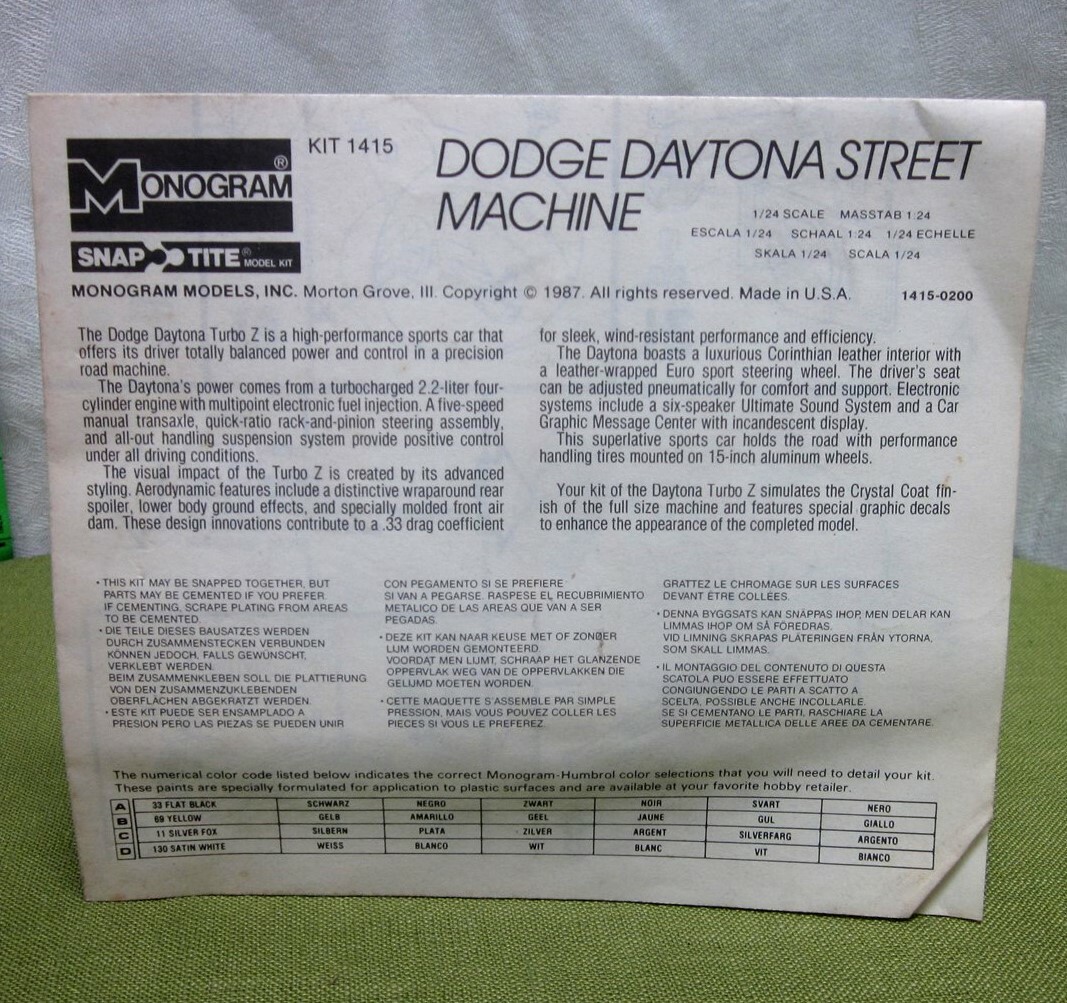 MONOGRAM®
SNAP TITE® MODEL KIT
KIT 1415
DODGE DAYTONA STREET
MACHINE
1/24 SCALE MASSTAB 1:24
ESCALA 1/24 SCHAAL 1:24 1/24 ECHELLE
SKALA 1/24 SCALA 1/24
MONOGRAM MODELS, INC. Morton Grove, Ill. Copyright © 1987. All rights reserved. Made in U.S.A. 1415-0200
The Dodge Daytona Turbo Z is a high-performance sports car that
offers its driver totally balanced power and control in a precision
road machine.
The Daytona's power comes from a turbocharged 2.2-liter four-
cylinder engine with multipoint electronic fuel injection. A five-speed
manual transaxle, quick-ratio rack-and-pinion steering assembly,
and all-out handling suspension system provide positive control
under all driving conditions.
The visual impact of the Turbo Z is created by its advanced
styling. Aerodynamic features include a distinctive wraparound rear
spoiler, lower body ground effects, and specially molded front air
dam. These design innovations contribute to a .33 drag coefficient
for sleek, wind-resistant performance and efficiency.
The Daytona boasts a luxurious Corinthian leather interior with
a leather-wrapped Euro sport steering wheel. The driver's seat
can be adjusted pneumatically for comfort and support. Electronic
systems include a six-speaker Ultimate Sound System and a Car
Graphic Message Center with incandescent display.
This superlative sports car holds the road with performance
handling tires mounted on 15-inch aluminum wheels.
Your kit of the Daytona Turbo Z simulates the Crystal Coat fin-
ish of the full size machine and features special graphic decals
to enhance the appearance of the completed model.
• THIS KIT MAY BE SNAPPED TOGETHER, BUT
PARTS MAY BE CEMENTED IF YOU PREFER.
IF CEMENTING, SCRAPE PLATING FROM AREAS
TO BE CEMENTED.
• DIE TEILE DIESES BAUSATZES WERDEN
DURCH ZUSAMMENSTECKEN VERBUNDEN
KÖNNEN JEDOCH, FALLS GEWÜNSCHT,
VERKLEBT WERDEN.
BEIM ZUSAMMENKLEBEN SOLL DIE PLATTIERUNG
VON DEN ZUSAMMENZUKLEBENDEN
OBERFLÄCHEN ABGEKRATZT WERDEN.
• ESTE KIT PUEDE SER ENSAMPLADO A
PRESION PERO LAS PIEZAS SE PUEDEN UNIR
CON PEGAMENTO SI SE PREFIERE
SI VAN A PEGARSE. RASPESE EL RECUBRIMIENTO
METALICO DE LAS AREAS QUE VAN A SER
PEGADAS.
• DEZE KIT KAN NAAR KEUSE MET OF ZONDER
LIJM WORDEN GEMONTEERD.
VOORDAT MEN LIJMT, SCHRAAP HET GLANZENDE
OPPERVLAK WEG VAN DE OPPERVLAKKEN DIE
GELIJMD MOETEN WORDEN.
• CETTE MAQUETTE S'ASSEMBLE PAR SIMPLE
PRESSION, MAIS VOUS POUVEZ COLLER LES
PIECES SI VOUS LE PREFEREZ.
GRATTEZ LE CHROMAGE SUR LES SURFACES
DEVANT ÊTRE COLLÉES.
• DENNA BYGGSATS KAN SNÄPPAS IHOP, MEN DELAR KAN
LIMMAS IHOP OM SÅ FÖREDRAS.
VID LIMNING SKRAPAS PLÄTERINGEN FRÅN YTORNA,
SOM SKALL LIMMAS.
• IL MONTAGGIO DEL CONTENUTO DI QUESTA
SCATOLA PUO ESSERE EFFETTUATO
CONGIUNGENDO LE PARTI A SCATTO A
SCELTA, POSSIBILE ANCHE INCOLLARLE.
SE SI CEMENTANO LE PARTI, RASCHIARE LA
SUPERFICIE METALLICA DELLE AREE DA CEMENTARE.
The numerical color code listed below indicates the correct Monogram-Humbrol color selections that you will need to detail your kit.
These paints are specially formulated for application to plastic surfaces and are available at your favorite hobby retailer.
A 33 FLAT BLACK SCHWARZ NEGRO ZWART NOIR SVART NERO
B 69 YELLOW GELB AMARILLO GEEL JAUNE GUL GIALLO
C 11 SILVER FOX SILBERN PLATA ZILVER ARGENT SILVERFARG ARGENTO
D 130 SATIN WHITE WEISS BLANCO WIT BLANC VIT BIANCO